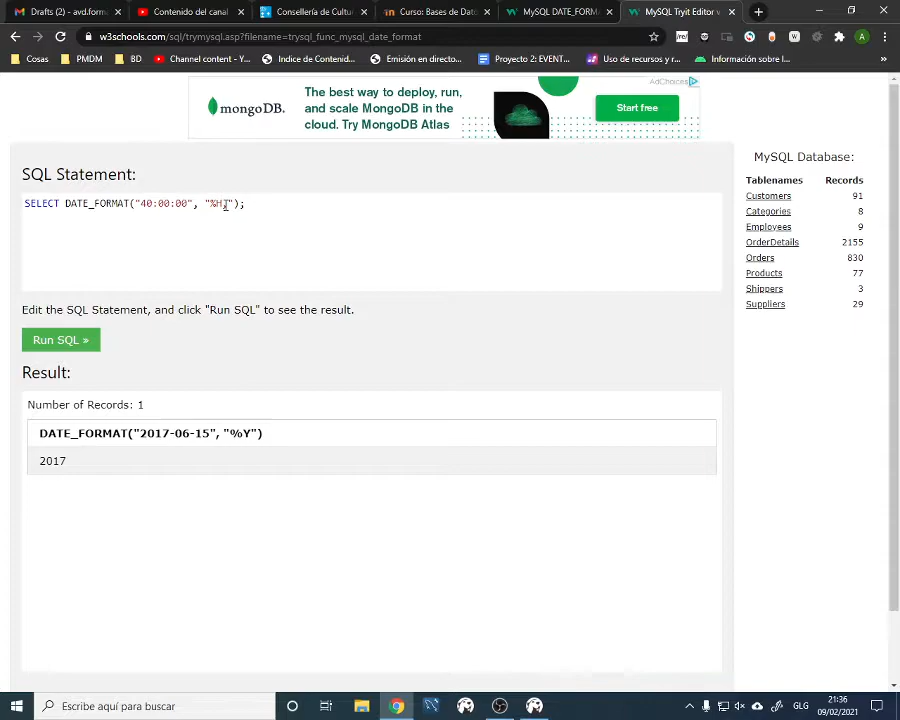 Drafts (2) - avd.form
Contenido del canal
Consellería de Cultu
Curso: Bases de Dat
MySQL DATE_FORMA
MySQL Tryit Editor v
w3schools.com/sql/trymysql.asp?filename=trysql_func_mysql_date_format
Cosas PMDM BD Channel content - Y... Indice de Contenid... Emisión en directo... Proyecto 2: EVENT... Uso de recursos y r... Información sobre l... »
AdChoices
mongoDB.
The best way to deploy, run,
and scale MongoDB in the
cloud. Try MongoDB Atlas
Start free
SQL Statement:
SELECT DATE_FORMAT("40:00:00", "%H:");
Edit the SQL Statement, and click "Run SQL" to see the result.
Run SQL »
Result:
Number of Records: 1
DATE_FORMAT("2017-06-15", "%Y")
2017
MySQL Database:
Tablenames Records
Customers 91
Categories 8
Employees 9
OrderDetails 2155
Orders 830
Products 77
Shippers 3
Suppliers 29
Escribe aquí para buscar
GLG
21:36
09/02/2021